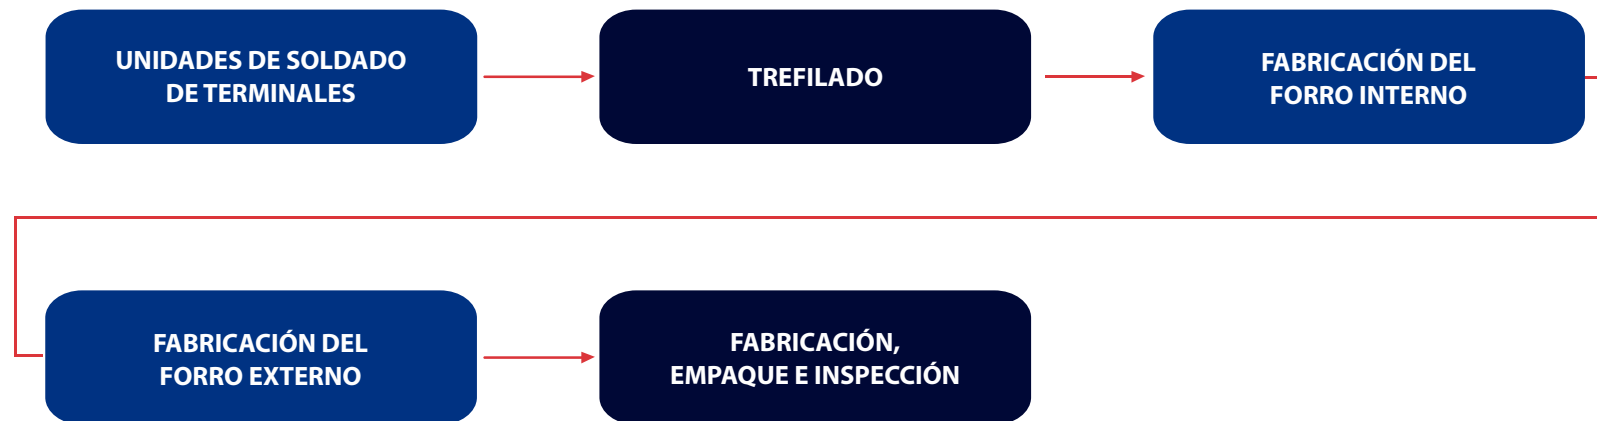 UNIDADES DE SOLDADO
DE TERMINALES
TREFILADO
FABRICACIÓN DEL
FORRO INTERNO
FABRICACIÓN DEL
FORRO EXTERNO
FABRICACIÓN,
EMPAQUE E INSPECCIÓN